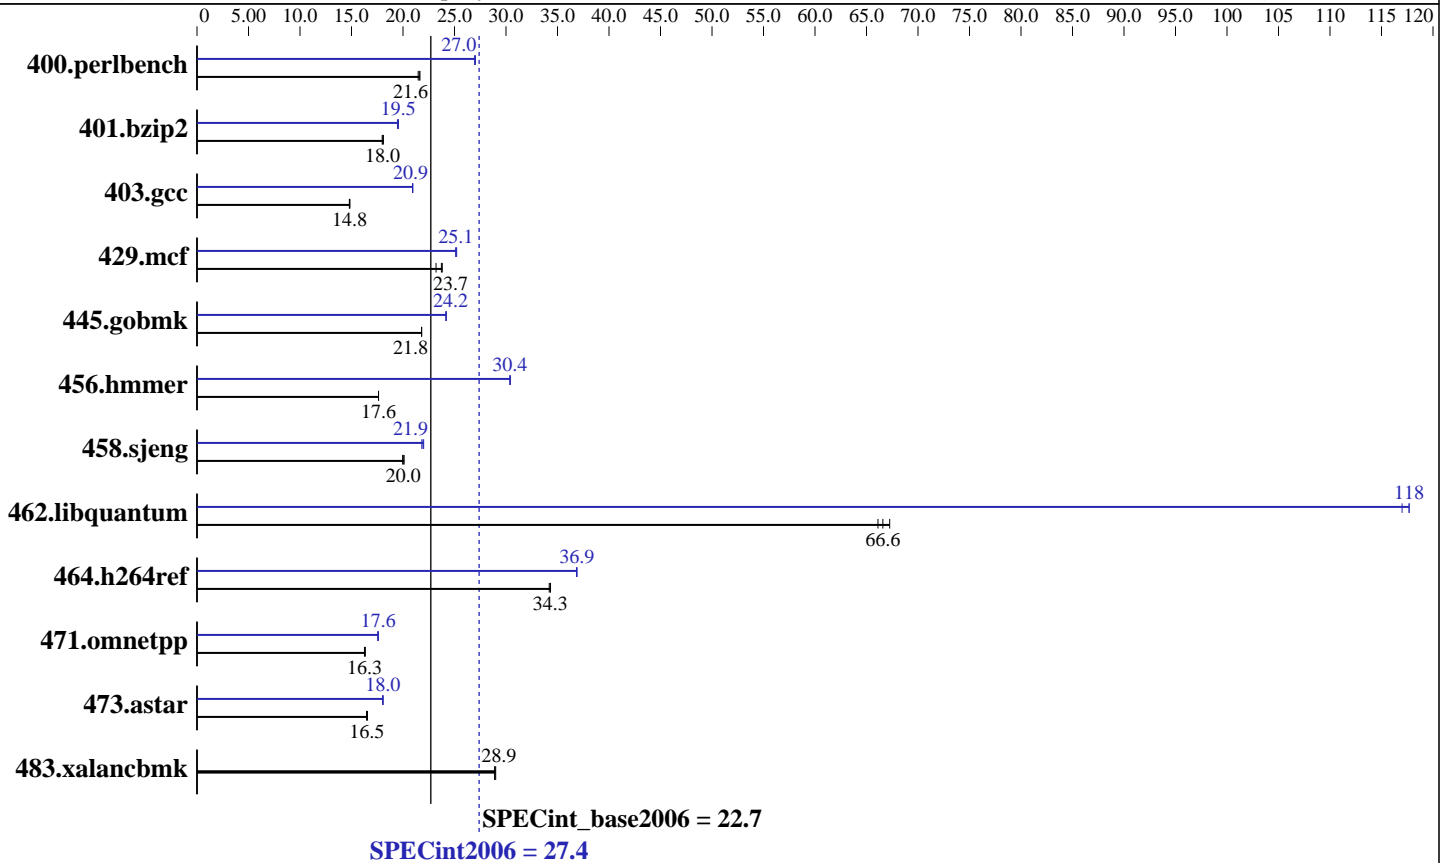 0 5.00 10.0 15.0 20.0 25.0 30.0 35.0 40.0 45.0 50.0 55.0 60.0 65.0 70.0 75.0 80.0 85.0 90.0 95.0 100 105 110 115 120
27.0
400.perlbench
21.6
19.5
401.bzip2
18.0
20.9
403.gcc
14.8
25.1
429.mcf
23.7
24.2
445.gobmk
21.8
30.4
456.hmmer
17.6
21.9
458.sjeng
20.0
118
462.libquantum
66.6
36.9
464.h264ref
34.3
17.6
471.omnetpp
16.3
18.0
473.astar
16.5
28.9
483.xalancbmk
SPECint_base2006 = 22.7
SPECint2006 = 27.4